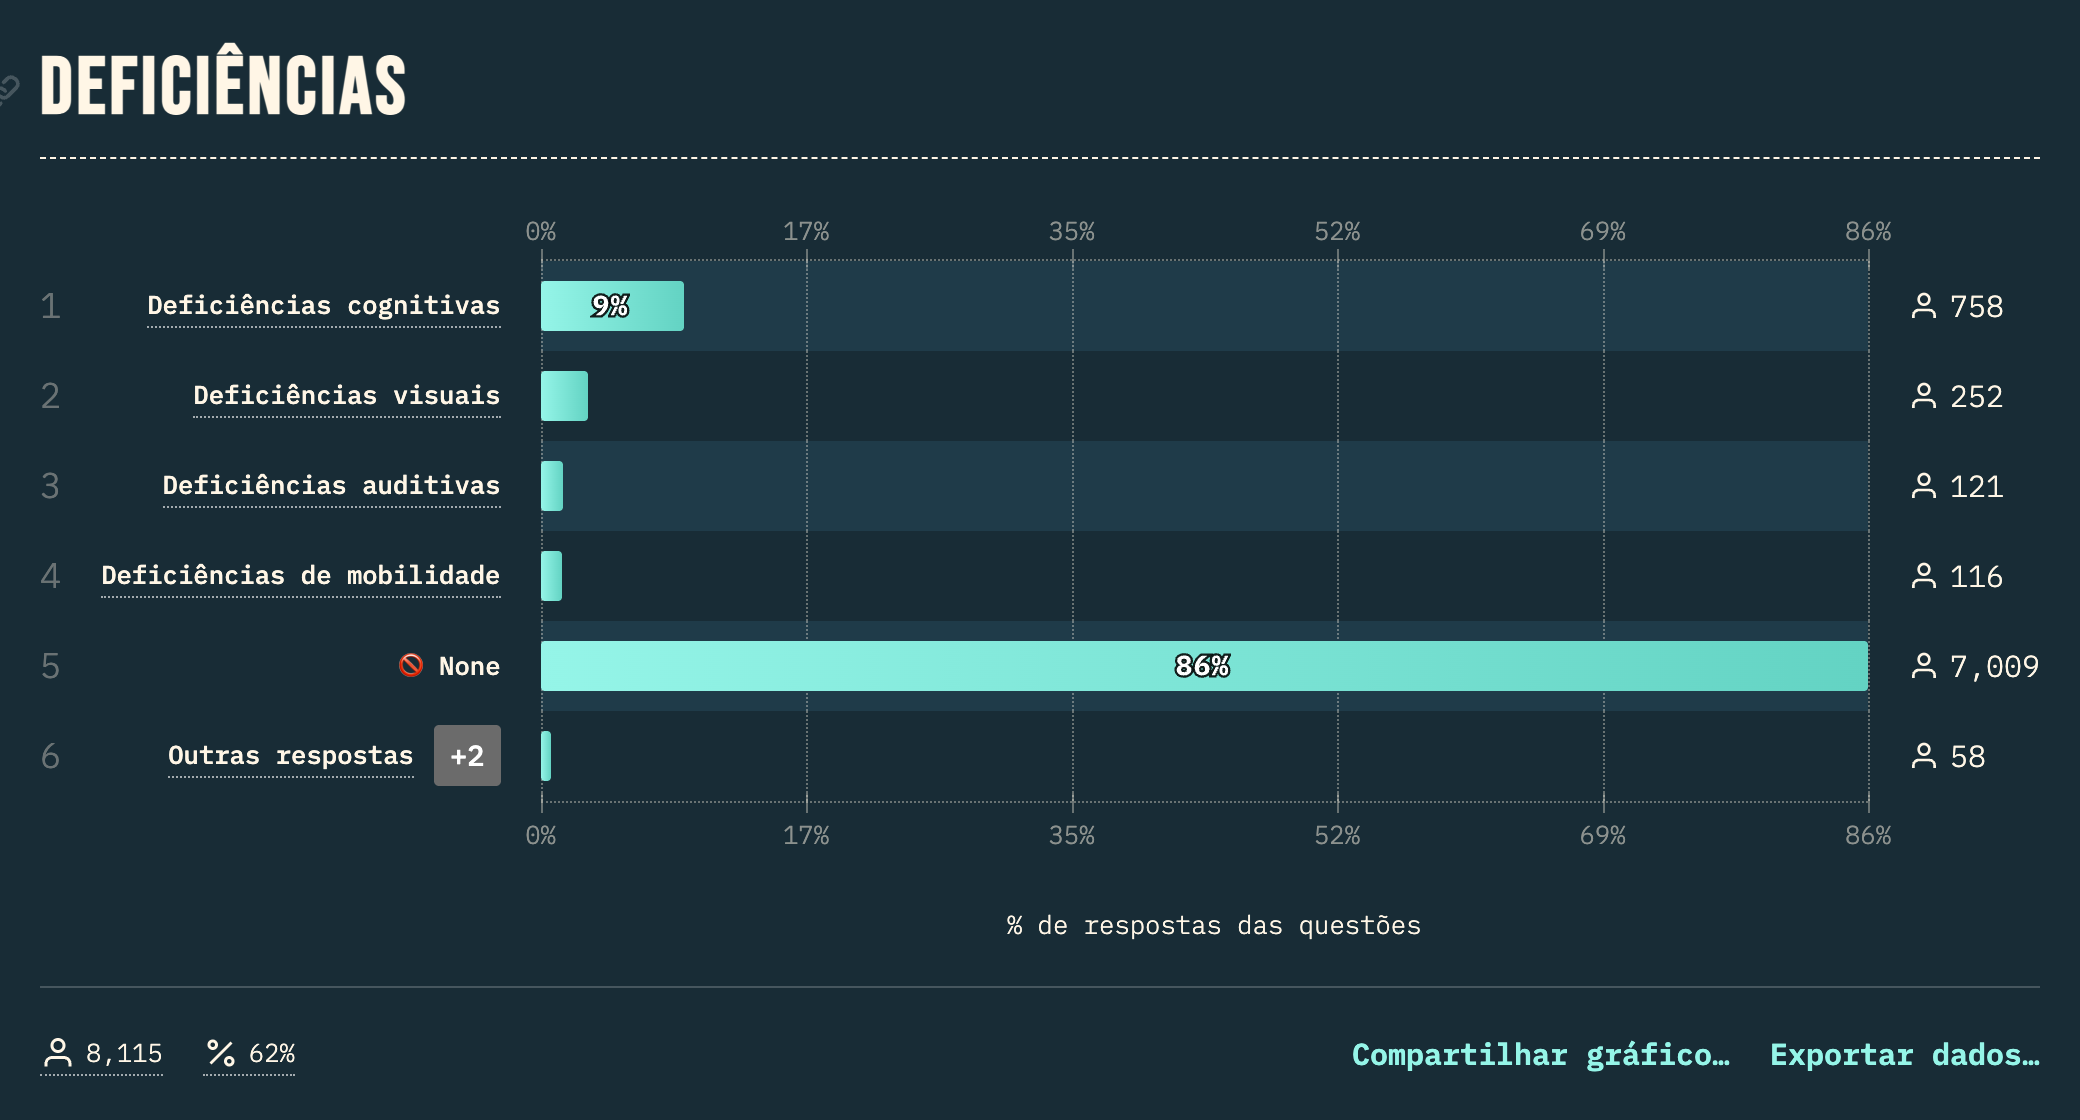 DEFICIÊNCIAS
0% 17% 35% 52% 69% 86%
1 Deficiências cognitivas 9% 758
2 Deficiências visuais 252
3 Deficiências auditivas 121
4 Deficiências de mobilidade 116
5 🚫 None 86% 7,009
6 Outras respostas +2 58
0% 17% 35% 52% 69% 86%
% de respostas das questões
8,115 % 62% Compartilhar gráfico… Exportar dados…